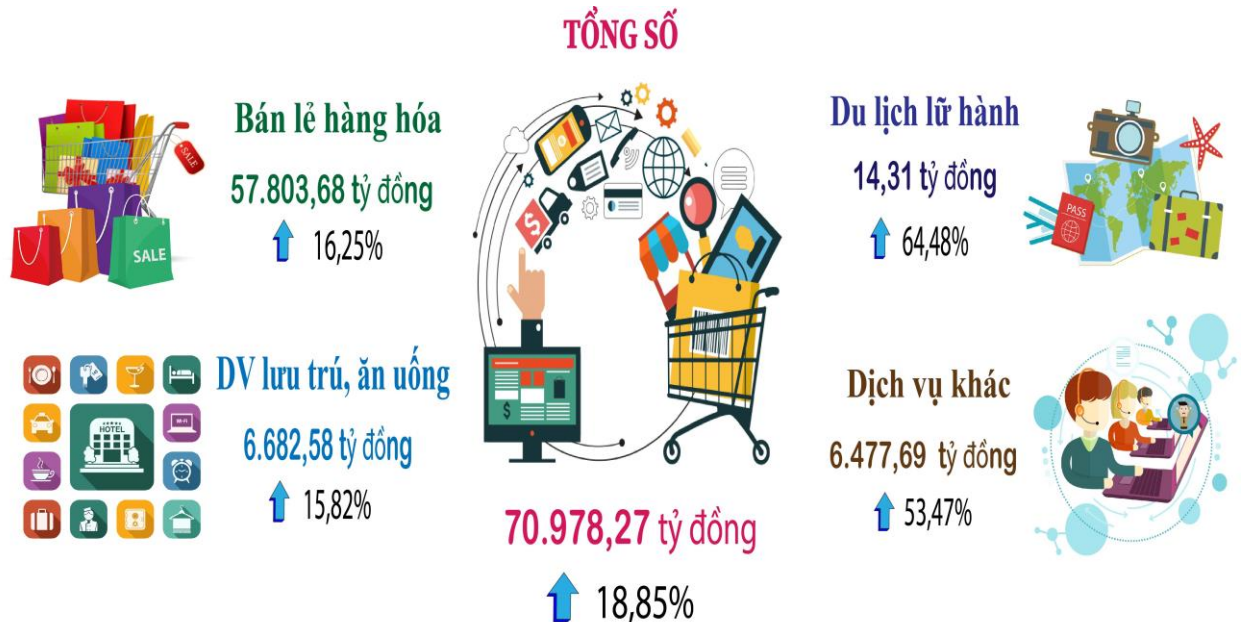 TỔNG SỐ
Bán lẻ hàng hóa
57.803,68 tỷ đồng
16,25%
SALE
SALE
DV lưu trú, ăn uống
6.682,58 tỷ đồng
15,82%
HOTEL
WI-FI
$
$
70.978,27 tỷ đồng
18,85%
Du lịch lữ hành
14,31 tỷ đồng
64,48%
PASS
Dịch vụ khác
6.477,69 tỷ đồng
53,47%